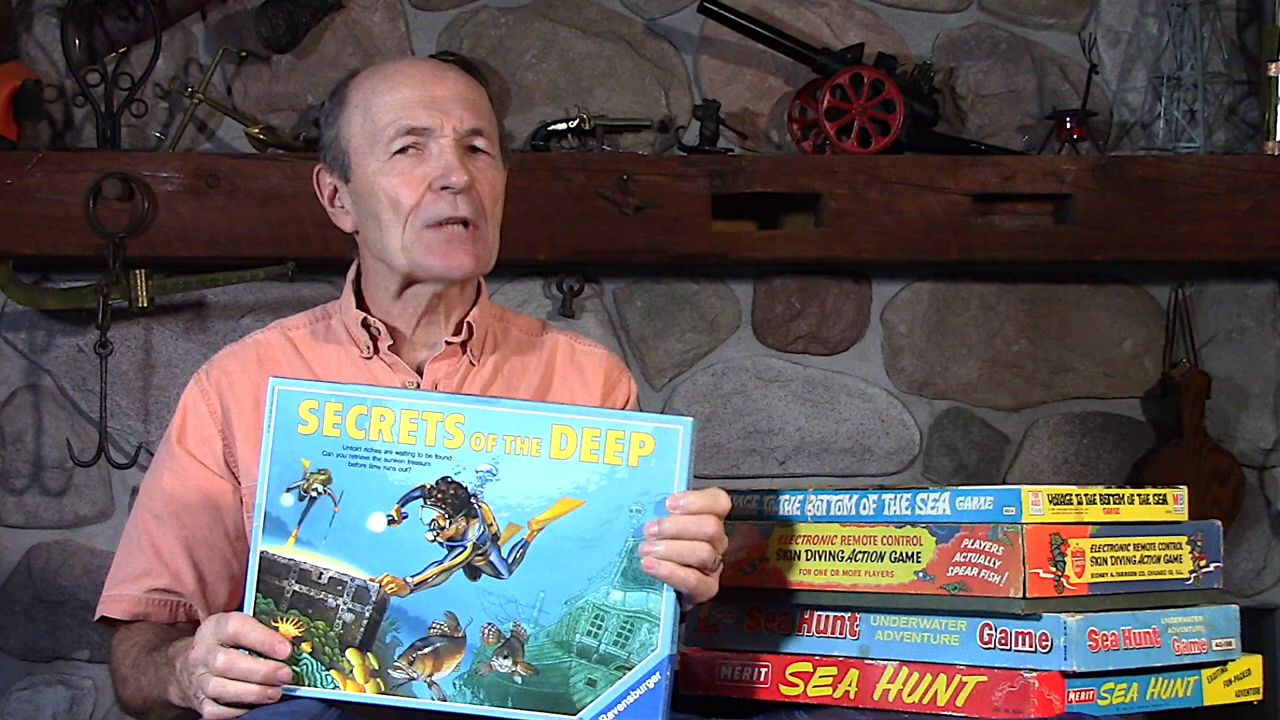 SECRETS OF THE DEEP
Untold riches are waiting to be found
Can you retrieve the sunken treasure
before time runs out?
Ravensburger
TO THE BOTTOM OF THE SEA GAME
VOYAGE TO THE BOTTOM OF THE SEA
GAME
MB
ELECTRONIC REMOTE CONTROL
SKIN DIVING ACTION GAME
FOR ONE OR MORE PLAYERS
PLAYERS
ACTUALLY
SPEAR FISH!
ELECTRONIC REMOTE CONTROL
SKIN DIVING ACTION GAME
SIDNEY A. TARRSON CO. CHICAGO 10, ILL.
Sea Hunt
UNDERWATER
ADVENTURE
Game
Sea Hunt
UNDERWATER
ADVENTURE
Game
MERIT
SEA HUNT
MERIT
SEA HUNT
EXCITING
FUN-PACKED
ADVENTURE